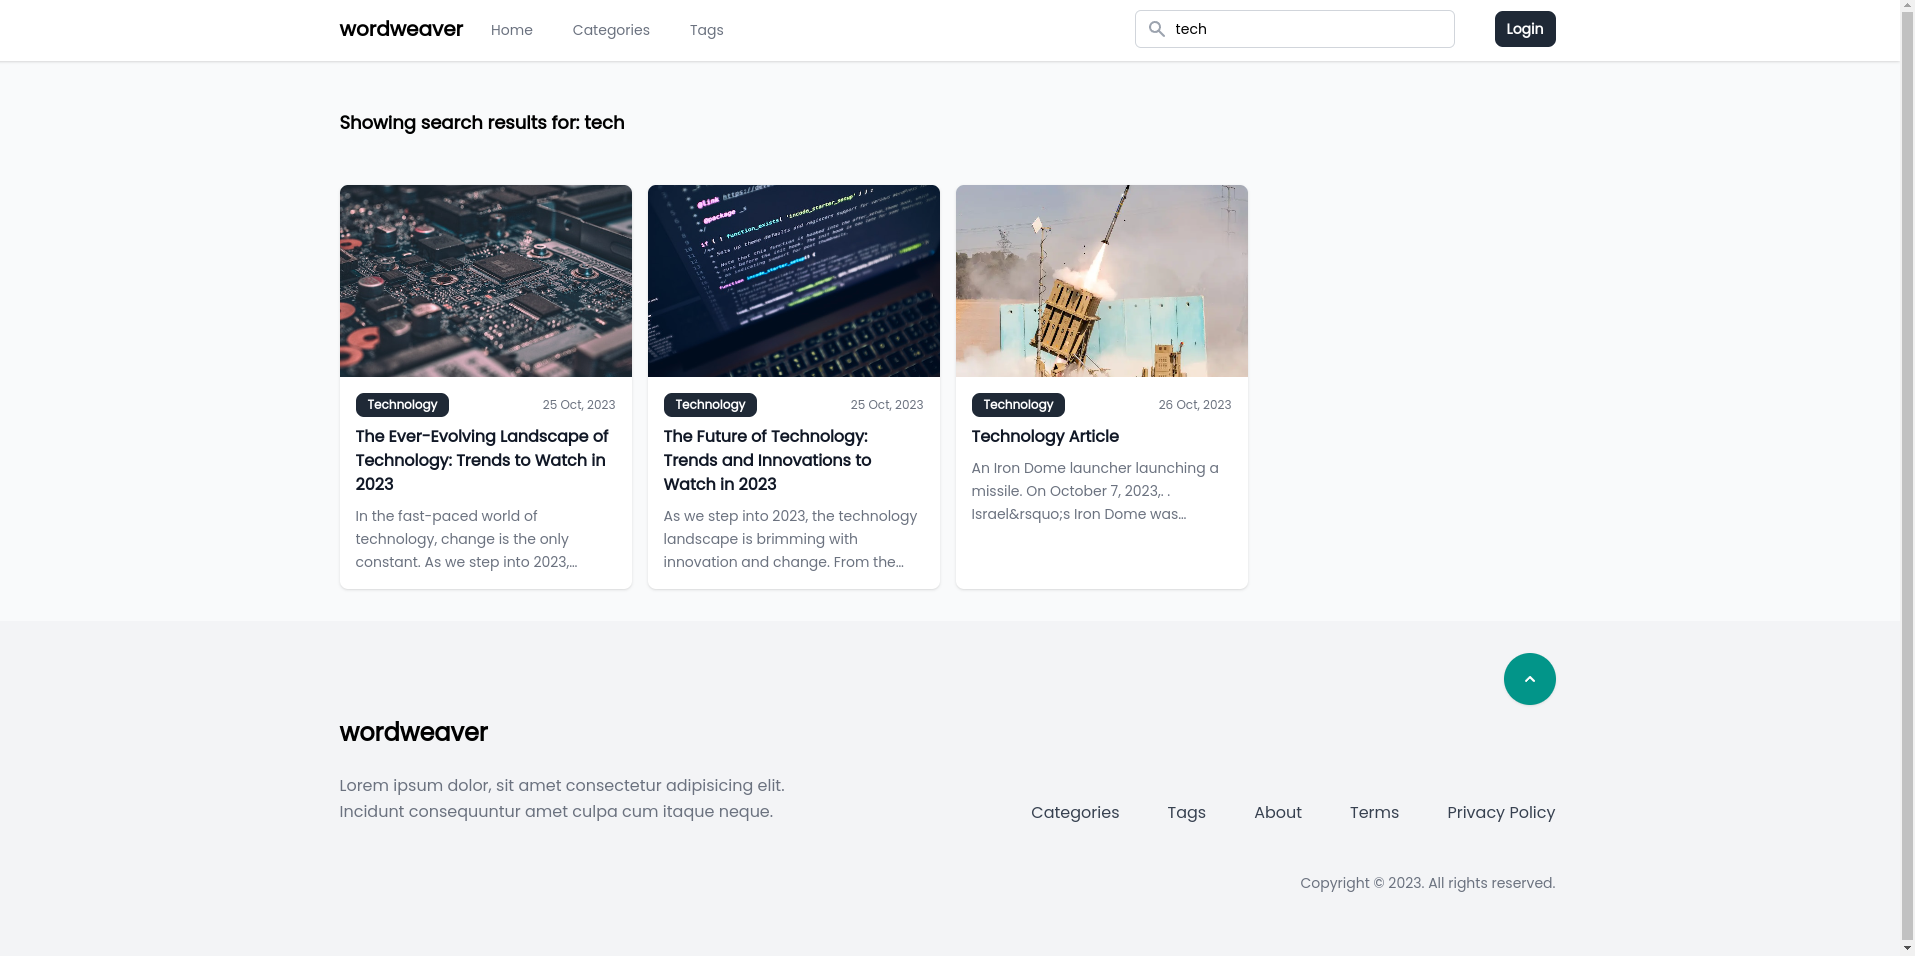 wordweaver
Home
Categories
Tags
tech
Login
Showing search results for: tech
@link
@package
function_exists(
Technology
25 Oct, 2023
The Ever-Evolving Landscape of
Technology: Trends to Watch in
2023
In the fast-paced world of
technology, change is the only
constant. As we step into 2023,...
Technology
25 Oct, 2023
The Future of Technology:
Trends and Innovations to
Watch in 2023
As we step into 2023, the technology
landscape is brimming with
innovation and change. From the...
Technology
26 Oct, 2023
Technology Article
An Iron Dome launcher launching a
missile. On October 7, 2023,. .
Israel&rsquo;s Iron Dome was...
wordweaver
Lorem ipsum dolor, sit amet consectetur adipisicing elit.
Incidunt consequuntur amet culpa cum itaque neque.
Categories
Tags
About
Terms
Privacy Policy
Copyright © 2023. All rights reserved.